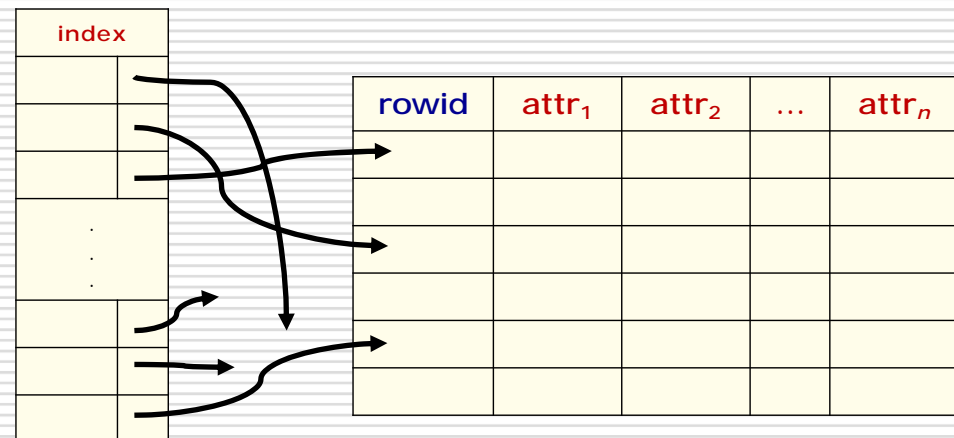 index
rowid attr₁ attr₂ ... attrₙ
.
.
.